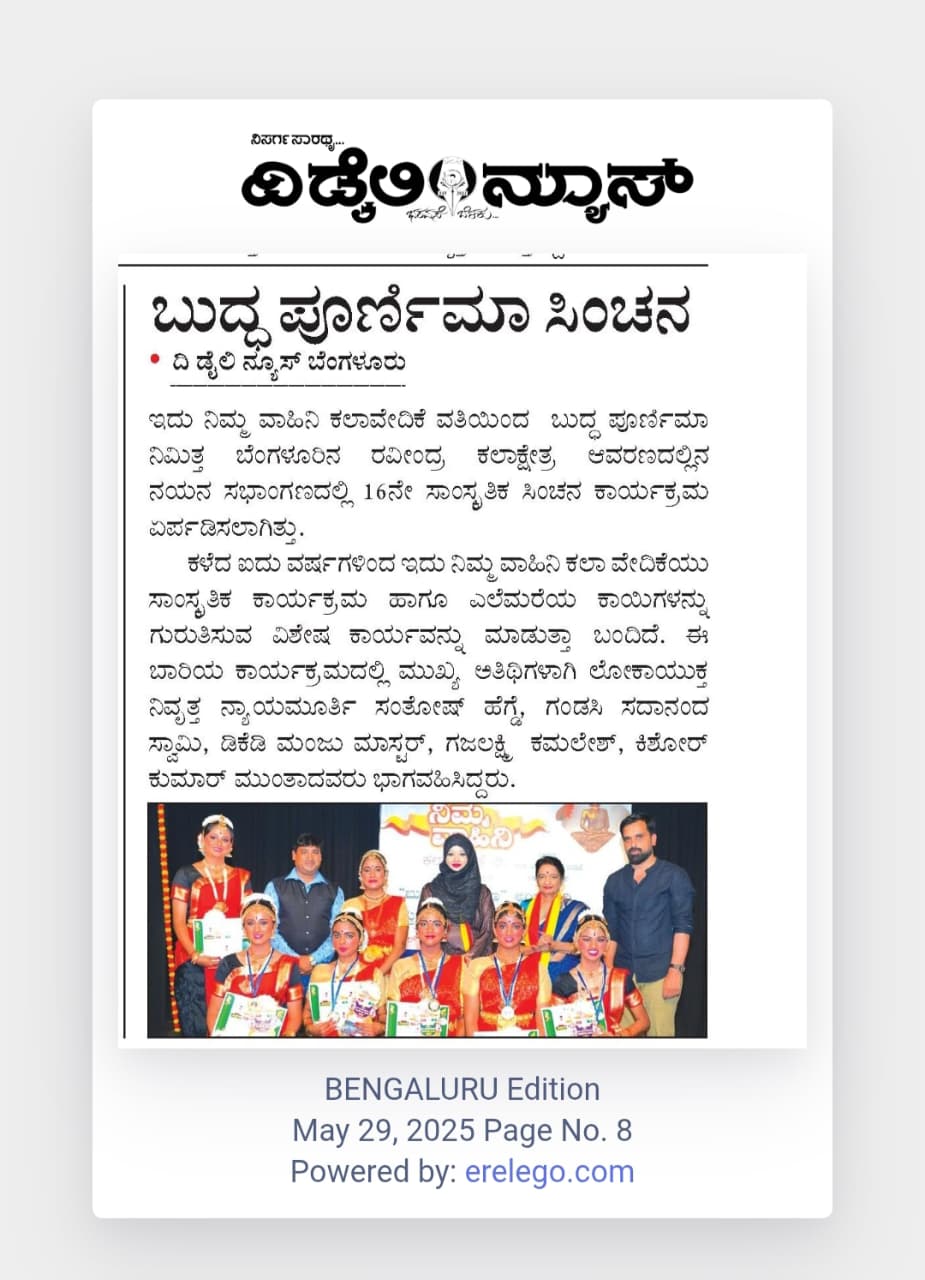 ನಿಸರ್ಗ ಸಾರಥ್ಯ...
ದಿಡೈಲಿ ನ್ಯೂಸ್
ಬುದ್ಧ ಪೂರ್ಣಿಮಾ ಸಿಂಚನ
• ದಿ ಡೈಲಿ ನ್ಯೂಸ್ ಬೆಂಗಳೂರು
ಇದು ನಿಮ್ಮ ವಾಹಿನಿ ಕಲಾವೇದಿಕೆ ವತಿಯಿಂದ ಬುದ್ಧ ಪೂರ್ಣಿಮಾ
ನಿಮಿತ್ತ ಬೆಂಗಳೂರಿನ ರವೀಂದ್ರ ಕಲಾಕ್ಷೇತ್ರ ಆವರಣದಲ್ಲಿನ
ನಯನ ಸಭಾಂಗಣದಲ್ಲಿ 16ನೇ ಸಾಂಸ್ಕೃತಿಕ ಸಿಂಚನ ಕಾರ್ಯಕ್ರಮ
ಏರ್ಪಡಿಸಲಾಗಿತ್ತು.
ಕಳೆದ ಐದು ವರ್ಷಗಳಿಂದ ಇದು ನಿಮ್ಮ ವಾಹಿನಿ ಕಲಾ ವೇದಿಕೆಯು
ಸಾಂಸ್ಕೃತಿಕ ಕಾರ್ಯಕ್ರಮ ಹಾಗೂ ಎಲೆಮರೆಯ ಕಾಯಿಗಳನ್ನು
ಗುರುತಿಸುವ ವಿಶೇಷ ಕಾರ್ಯವನ್ನು ಮಾಡುತ್ತಾ ಬಂದಿದೆ. ಈ
ಬಾರಿಯ ಕಾರ್ಯಕ್ರಮದಲ್ಲಿ ಮುಖ್ಯ ಅತಿಥಿಗಳಾಗಿ ಲೋಕಾಯುಕ್ತ
ನಿವೃತ್ತ ನ್ಯಾಯಮೂರ್ತಿ ಸಂತೋಷ್ ಹೆಗ್ಡೆ, ಗಂಡಸಿ ಸದಾನಂದ
ಸ್ವಾಮಿ, ಡಿಕೆಡಿ ಮಂಜು ಮಾಸ್ಟರ್, ಗಜಲಕ್ಷ್ಮಿ ಕಮಲೇಶ್, ಕಿಶೋರ್
ಕುಮಾರ್ ಮುಂತಾದವರು ಭಾಗವಹಿಸಿದ್ದರು.
ನಿಮ್ಮ
ವಾಹಿನಿ
BENGALURU Edition
May 29, 2025 Page No. 8
Powered by: erelego.com